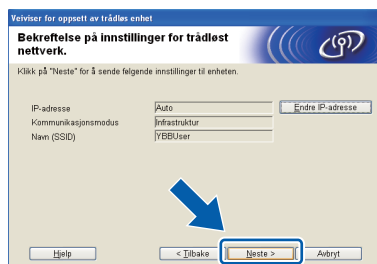 Veiviser for oppsett av trådløs enhet
Bekreftelse på innstillinger for trådløst
nettverk.
Klikk på "Neste" for å sende følgende innstillinger til enheten.
IP-adresse Auto Endre IP-adresse
Kommunikasjonsmodus Infrastruktur
Navn (SSID) YBBUser
Hjelp < Tilbake Neste > Avbryt